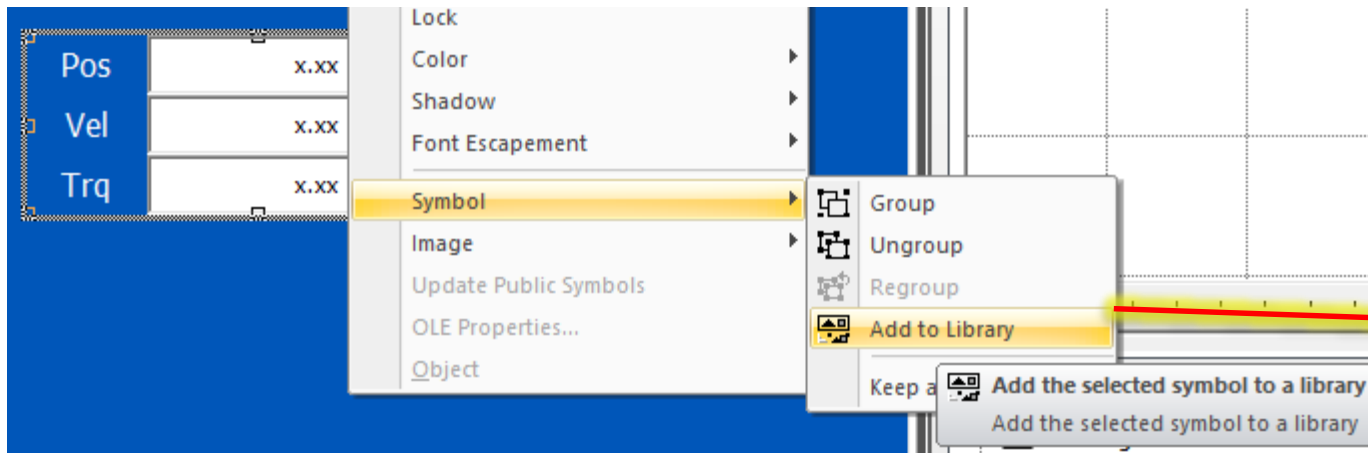 Pos x.xx
Vel x.xx
Trq x.xx
Lock
Color
Shadow
Font Escapement
Symbol
Image
Update Public Symbols
OLE Properties...
Object
Group
Ungroup
Regroup
Add to Library
Keep a
Add the selected symbol to a library
Add the selected symbol to a library